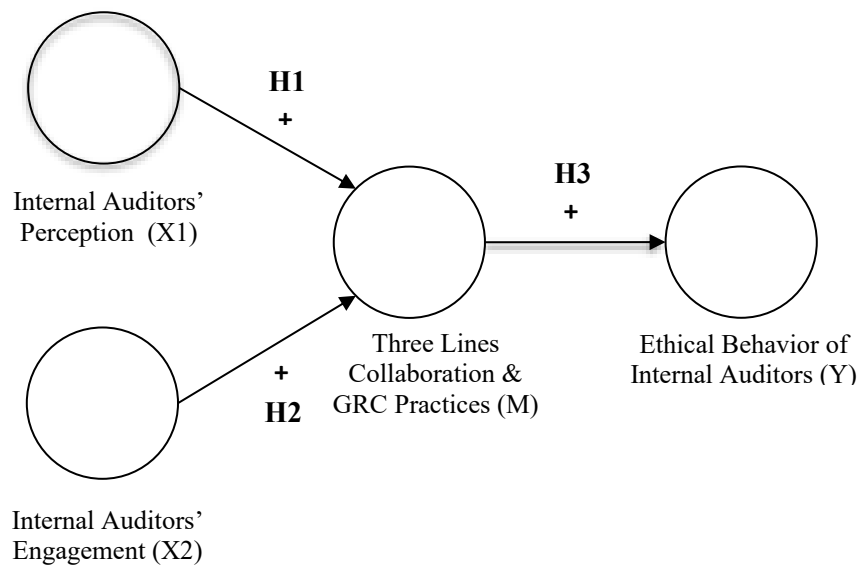 H1
+
Internal Auditors’
Perception (X1)
H3
+
Three Lines
Collaboration &
GRC Practices (M)
Ethical Behavior of
Internal Auditors (Y)
+
H2
Internal Auditors’
Engagement (X2)